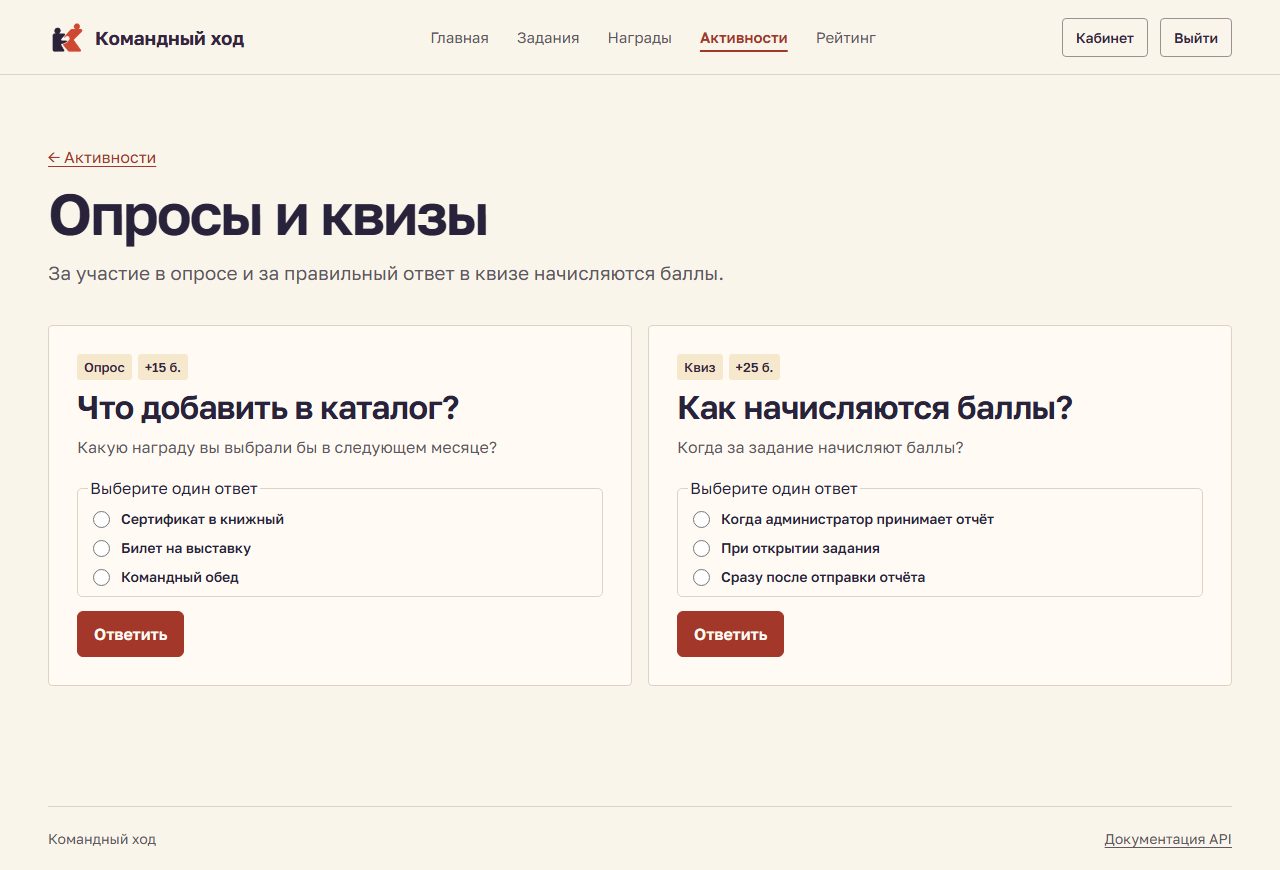 Командный ход
Главная Задания Награды Активности Рейтинг
Кабинет Выйти
← Активности
Опросы и квизы
За участие в опросе и за правильный ответ в квизе начисляются баллы.
Опрос +15 б.
Что добавить в каталог?
Какую награду вы выбрали бы в следующем месяце?
Выберите один ответ
Сертификат в книжный
Билет на выставку
Командный обед
Ответить
Квиз +25 б.
Как начисляются баллы?
Когда за задание начисляют баллы?
Выберите один ответ
Когда администратор принимает отчёт
При открытии задания
Сразу после отправки отчёта
Ответить
Командный ход
Документация API